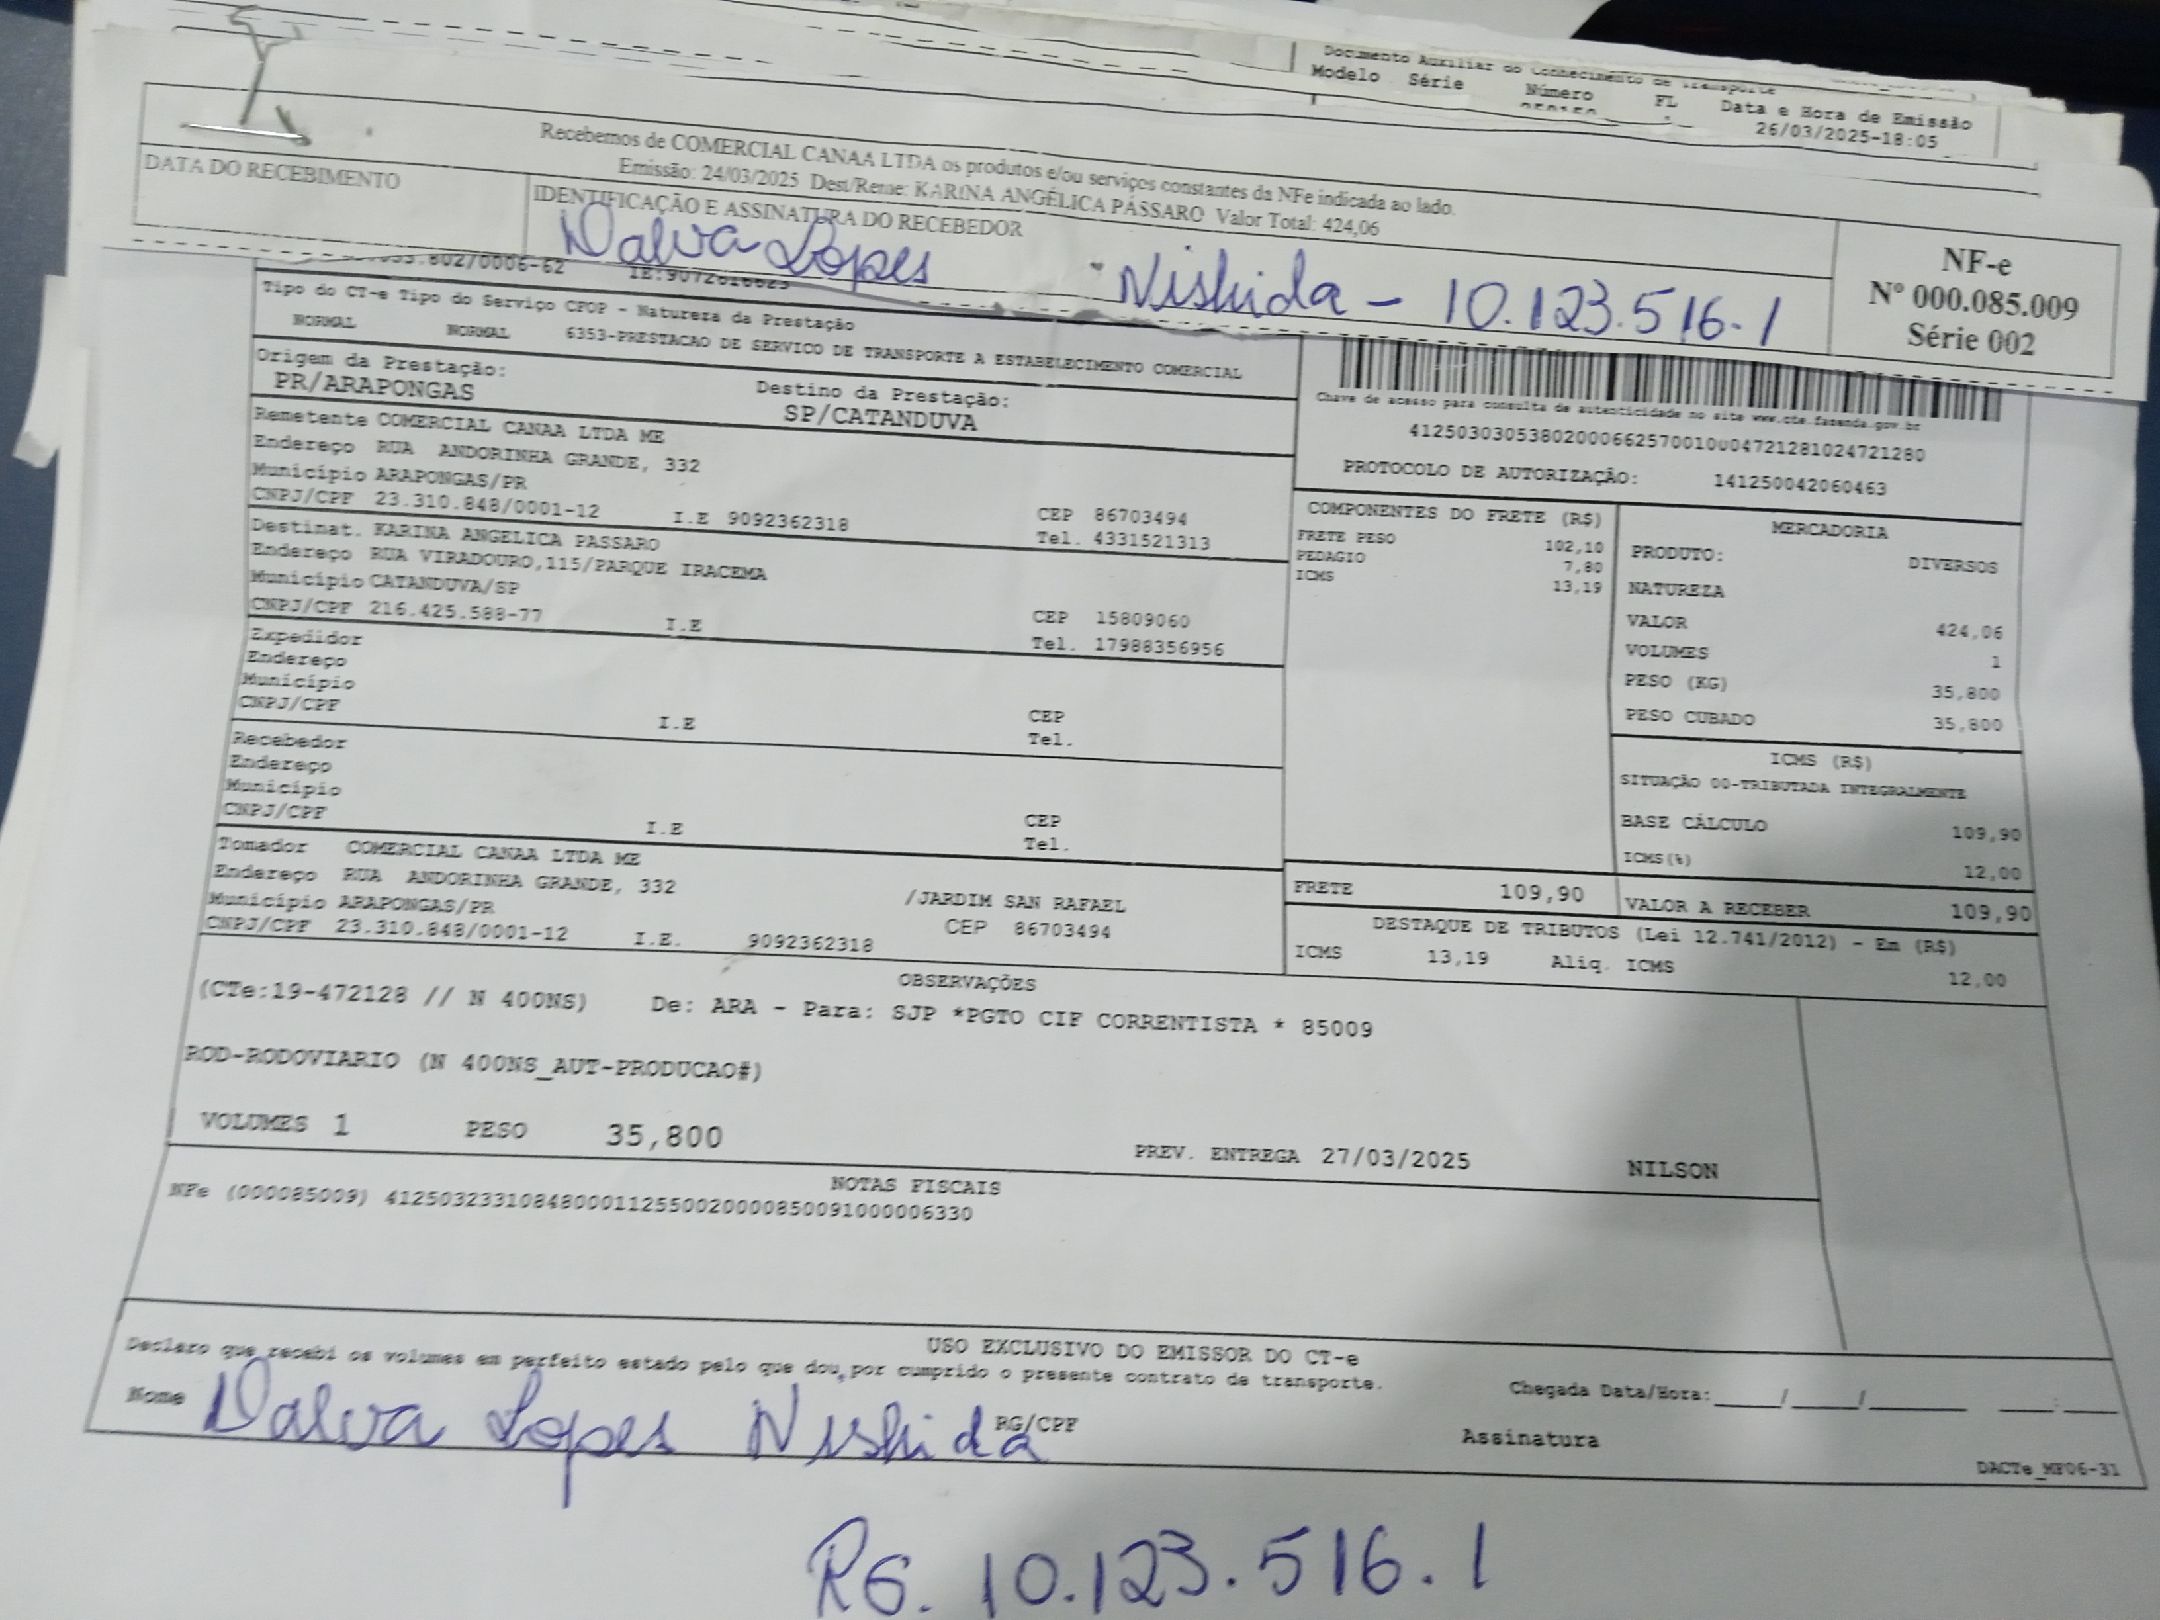 Documento Auxiliar do Conhecimento de Transporte
Modelo Série Número FL Data e Hora de Emissão
26/03/2025-18:05
Recebemos de COMERCIAL CANAA LTDA os produtos e/ou serviços constantes da NFe indicada ao lado.
Emissão: 24/03/2025 Dest/Reme: KARINA ANGÉLICA PÁSSARO Valor Total: 424,06
DATA DO RECEBIMENTO
IDENTIFICAÇÃO E ASSINATURA DO RECEBEDOR
Dalva Lopes Nishida - 10.123.516.1
NF-e
Nº 000.085.009
Série 002
.802/0006-62 IE:9072616625
Tipo do CT-e Tipo do Serviço CFOP - Natureza da Prestação
NORMAL NORMAL 6353-PRESTACAO DE SERVICO DE TRANSPORTE A ESTABELECIMENTO COMERCIAL
Origem da Prestação: Destino da Prestação:
PR/ARAPONGAS SP/CATANDUVA
Chave de acesso para consulta de autenticidade no site www.cte.fazenda.gov.br
41250303053802000662570010004721281024721280
PROTOCOLO DE AUTORIZAÇÃO: 141250042060463
Remetente COMERCIAL CANAA LTDA ME
Endereço RUA ANDORINHA GRANDE, 332
Município ARAPONGAS/PR CEP 86703494
CNPJ/CPF 23.310.848/0001-12 I.E 9092362318 Tel. 4331521313
Destinat. KARINA ANGELICA PASSARO
Endereço RUA VIRADOURO,115/PARQUE IRACEMA
Município CATANDUVA/SP CEP 15809060
CNPJ/CPF 216.425.588-77 I.E Tel. 17988356956
Expedidor
Endereço
Município CEP
CNPJ/CPF I.E Tel.
Recebedor
Endereço
Município CEP
CNPJ/CPF I.E Tel.
Tomador COMERCIAL CANAA LTDA ME
Endereço RUA ANDORINHA GRANDE, 332 /JARDIM SAN RAFAEL
Município ARAPONGAS/PR CEP 86703494
CNPJ/CPF 23.310.848/0001-12 I.E. 9092362318
COMPONENTES DO FRETE (R$)
FRETE PESO 102,10
PEDAGIO 7,80
ICMS 13,19
MERCADORIA
PRODUTO: DIVERSOS
NATUREZA
VALOR 424,06
VOLUMES 1
PESO (KG) 35,800
PESO CUBADO 35,800
ICMS (R$)
SITUAÇÃO 00-TRIBUTADA INTEGRALMENTE
BASE CÁLCULO 109,90
ICMS(%) 12,00
FRETE 109,90 VALOR A RECEBER 109,90
DESTAQUE DE TRIBUTOS (Lei 12.741/2012) - Em (R$)
ICMS 13,19 Aliq. ICMS 12,00
OBSERVAÇÕES
(CTe:19-472128 // N 400NS) De: ARA - Para: SJP *PGTO CIF CORRENTISTA * 85009
ROD-RODOVIARIO (N 400NS_AUT-PRODUCAO#)
VOLUMES 1 PESO 35,800 PREV. ENTREGA 27/03/2025 NILSON
NOTAS FISCAIS
NFe (000085009) 41250323310848000112550020000850091000006330
USO EXCLUSIVO DO EMISSOR DO CT-e
Declaro que recebi os volumes em perfeito estado pelo que dou por cumprido o presente contrato de transporte.
Chegada Data/Hora:____/____/______ ___:___
Nome Dalva Lopes Nishida RG/CPF Assinatura
DACTe_MF06-31
RG. 10.123.516.1